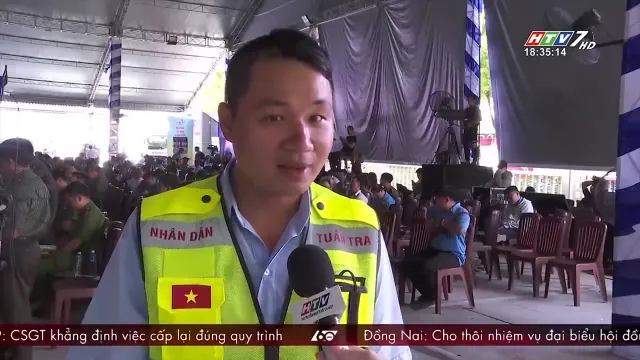 HTV7 HD
18:35:14
NHÂN DÂN TUẦN TRA
HTV
P: CSGT khẳng định việc cấp lại đúng quy trình
60
Đồng Nai: Cho thôi nhiệm vụ đại biểu hội đồ